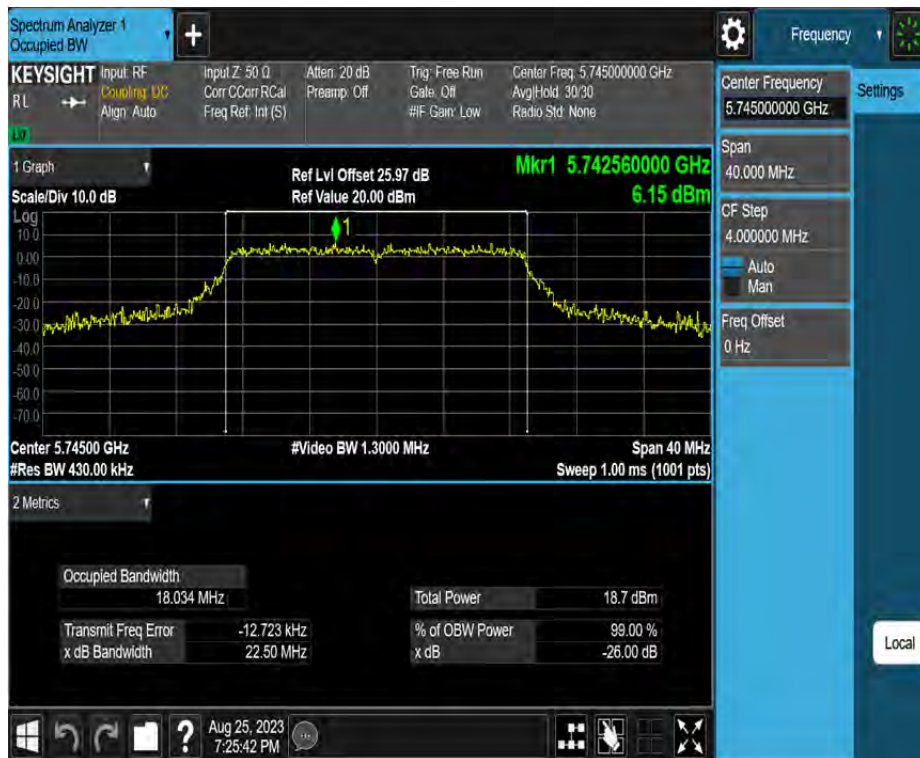 Spectrum Analyzer 1
Occupied BW
+
Frequency
KEYSIGHT
RL
Input: RF
Coupling: DC
Align: Auto
Input Z: 50 Ω
Corr CCorr RCal
Freq Ref: Int (S)
Atten: 20 dB
Preamp: Off
Trig: Free Run
Gate: Off
#IF Gain: Low
Center Freq: 5.745000000 GHz
Avg|Hold: 30/30
Radio Std: None
Center Frequency
5.745000000 GHz
Settings
Span
40.000 MHz
CF Step
4.000000 MHz
Auto
Man
Freq Offset
0 Hz
Local
1 Graph
Scale/Div 10.0 dB
Ref Lvl Offset 25.97 dB
Ref Value 20.00 dBm
Mkr1 5.742560000 GHz
6.15 dBm
Log
10.0
0.00
-10.0
-20.0
-30.0
-40.0
-50.0
-60.0
-70.0
1
Center 5.74500 GHz
#Video BW 1.3000 MHz
Span 40 MHz
#Res BW 430.00 kHz
Sweep 1.00 ms (1001 pts)
2 Metrics
Occupied Bandwidth
18.034 MHz
Total Power 18.7 dBm
Transmit Freq Error -12.723 kHz
% of OBW Power 99.00 %
x dB Bandwidth 22.50 MHz
x dB -26.00 dB
?
Aug 25, 2023
7:25:42 PM